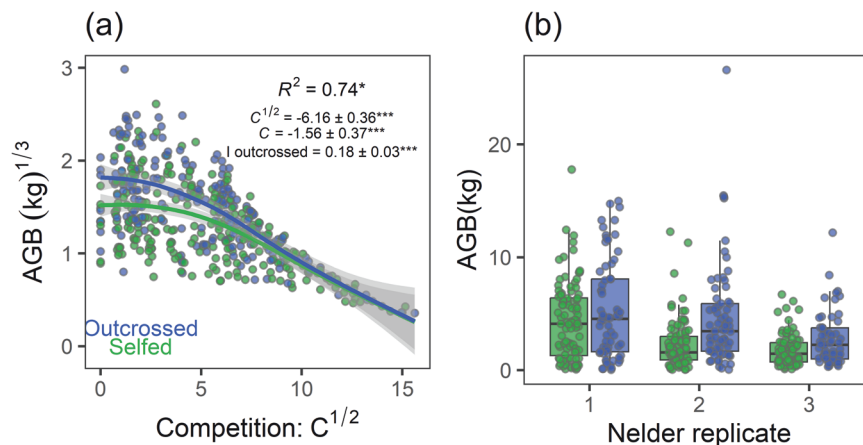 (a)
AGB (kg)^1/3
3
2
1
0
R² = 0.74*
C^1/2 = -6.16 ± 0.36***
C = -1.56 ± 0.37***
I outcrossed = 0.18 ± 0.03***
Outcrossed
Selfed
0 5 10 15
Competition: C^1/2
(b)
AGB(kg)
20
10
0
1 2 3
Nelder replicate